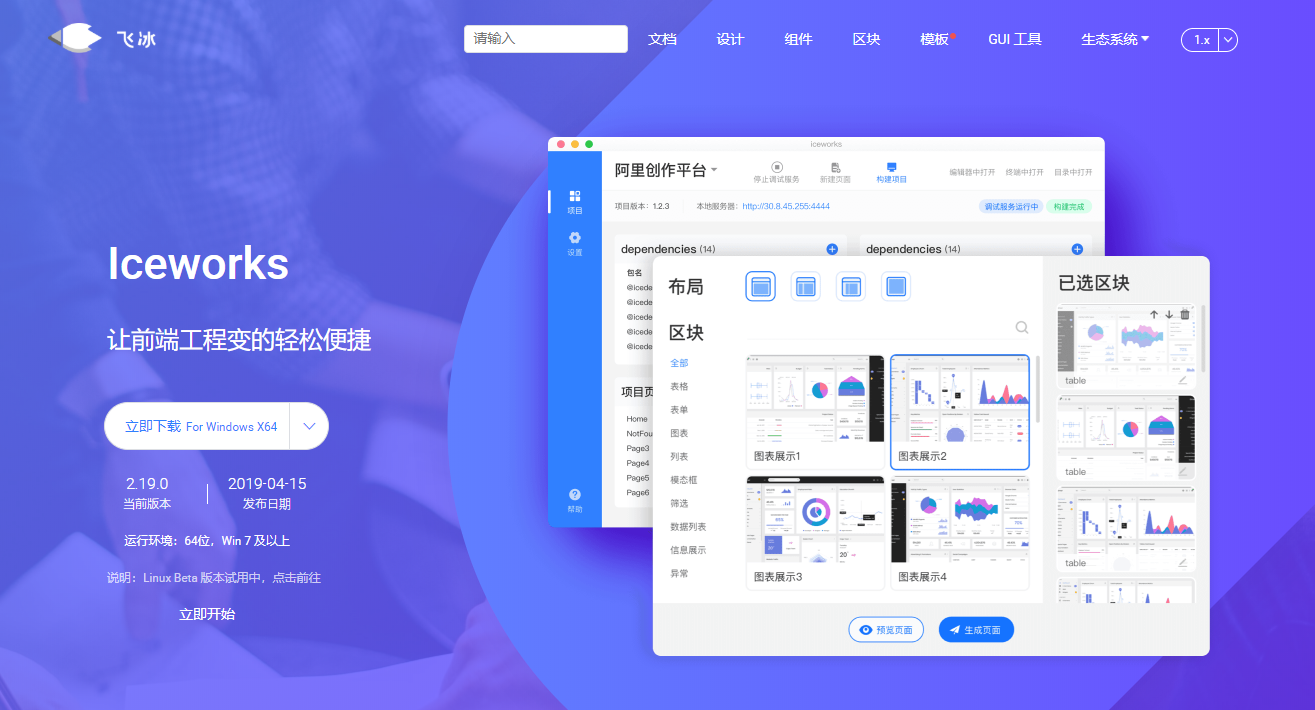 飞冰
请输入
文档
设计
组件
区块
模板
GUI 工具
生态系统
1.x
Iceworks
让前端工程变的轻松便捷
立即下载 For Windows X64
2.19.0
当前版本
2019-04-15
发布日期
运行环境：64位，Win 7 及以上
说明：Linux Beta 版本试用中，点击前往
立即开始
iceworks
阿里创作平台
停止调试服务
新建页面
构建项目
编辑器中打开
终端中打开
目录中打开
项目
设置
帮助
项目版本：1.2.3
本地服务器：http://30.8.45.255:4444
调试服务运行中
构建完成
dependencies (14)
dependencies (14)
包名
@icede
@icede
@icede
@icede
@icede
项目页
Home
NotFou
Page3
Page4
Page5
Page6
布局
区块
全部
表格
表单
图表
列表
模态框
筛选
数据列表
信息展示
异常
图表展示1
图表展示2
图表展示3
图表展示4
已选区块
table
table
table
预览页面
生成页面